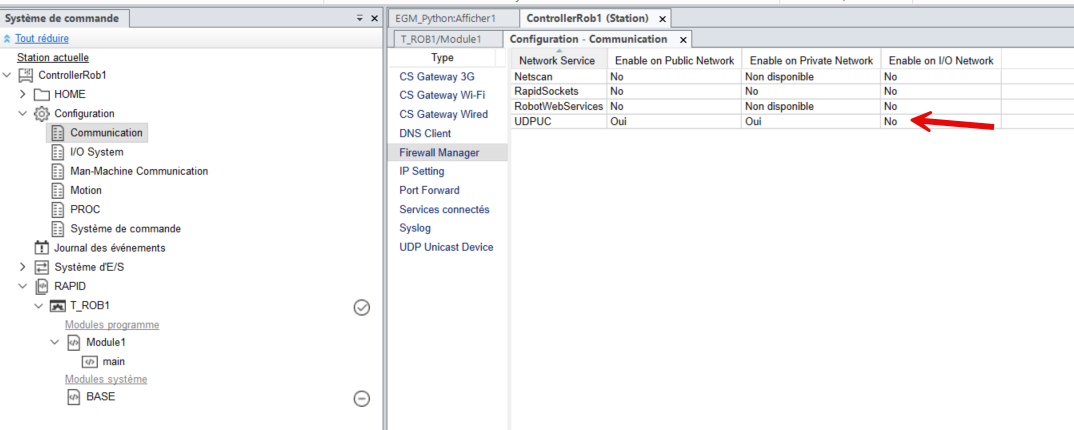 Système de commande
Tout réduire
Station actuelle
ControllerRob1
HOME
Configuration
Communication
I/O System
Man-Machine Communication
Motion
PROC
Système de commande
Journal des événements
Système d'E/S
RAPID
T_ROB1
Modules programme
Module1
main
Modules système
BASE
EGM_Python:Afficher1 ControllerRob1 (Station) x
T_ROB1/Module1 Configuration - Communication x
Type
CS Gateway 3G
CS Gateway Wi-Fi
CS Gateway Wired
DNS Client
Firewall Manager
IP Setting
Port Forward
Services connectés
Syslog
UDP Unicast Device
Network Service Enable on Public Network Enable on Private Network Enable on I/O Network
Netscan No Non disponible No
RapidSockets No No No
RobotWebServices No Non disponible No
UDPUC Oui Oui No